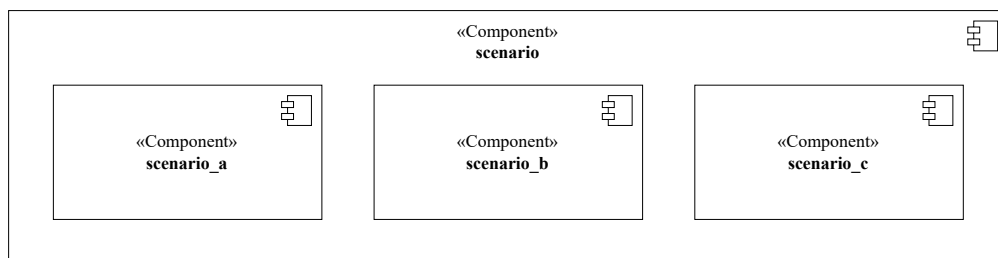 «Component»
scenario
«Component»
scenario_a
«Component»
scenario_b
«Component»
scenario_c